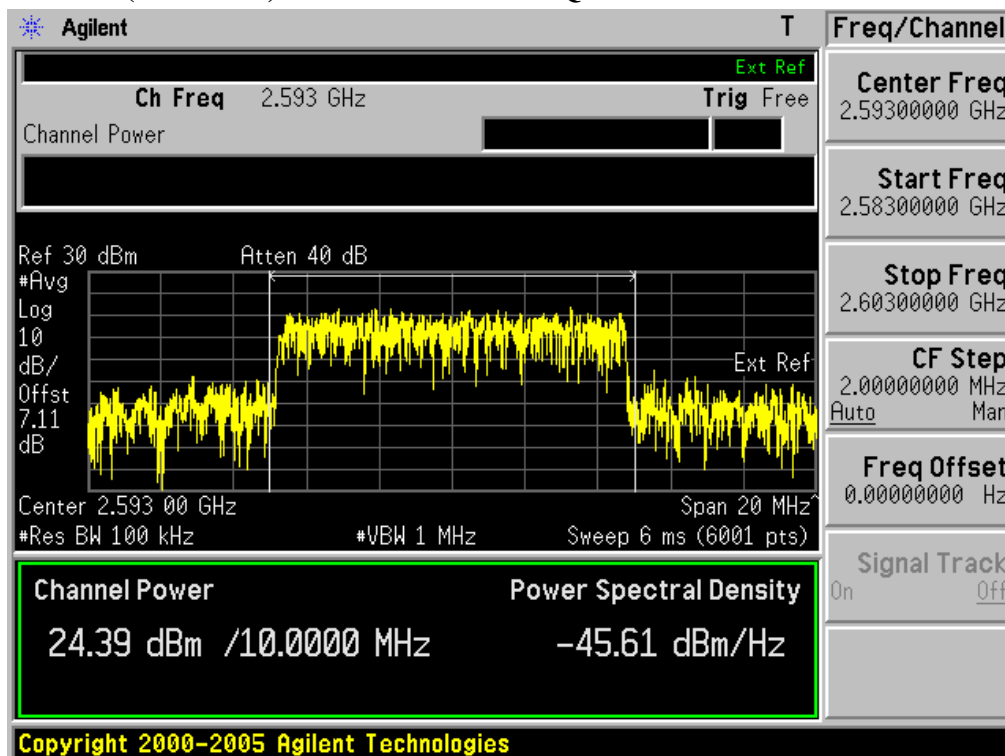 Agilent T Freq/Channel
Ext Ref
Ch Freq 2.593 GHz Trig Free
Channel Power
Center Freq
2.59300000 GHz
Start Freq
2.58300000 GHz
Stop Freq
2.60300000 GHz
CF Step
2.00000000 MHz
Auto Man
Freq Offset
0.00000000 Hz
Signal Track
On Off
Ref 30 dBm Atten 40 dB
#Avg
Log
10
dB/
Offst
7.11
dB
Ext Ref
Center 2.593 00 GHz Span 20 MHz^
#Res BW 100 kHz #VBW 1 MHz Sweep 6 ms (6001 pts)
Channel Power Power Spectral Density
24.39 dBm /10.0000 MHz -45.61 dBm/Hz
Copyright 2000-2005 Agilent Technologies